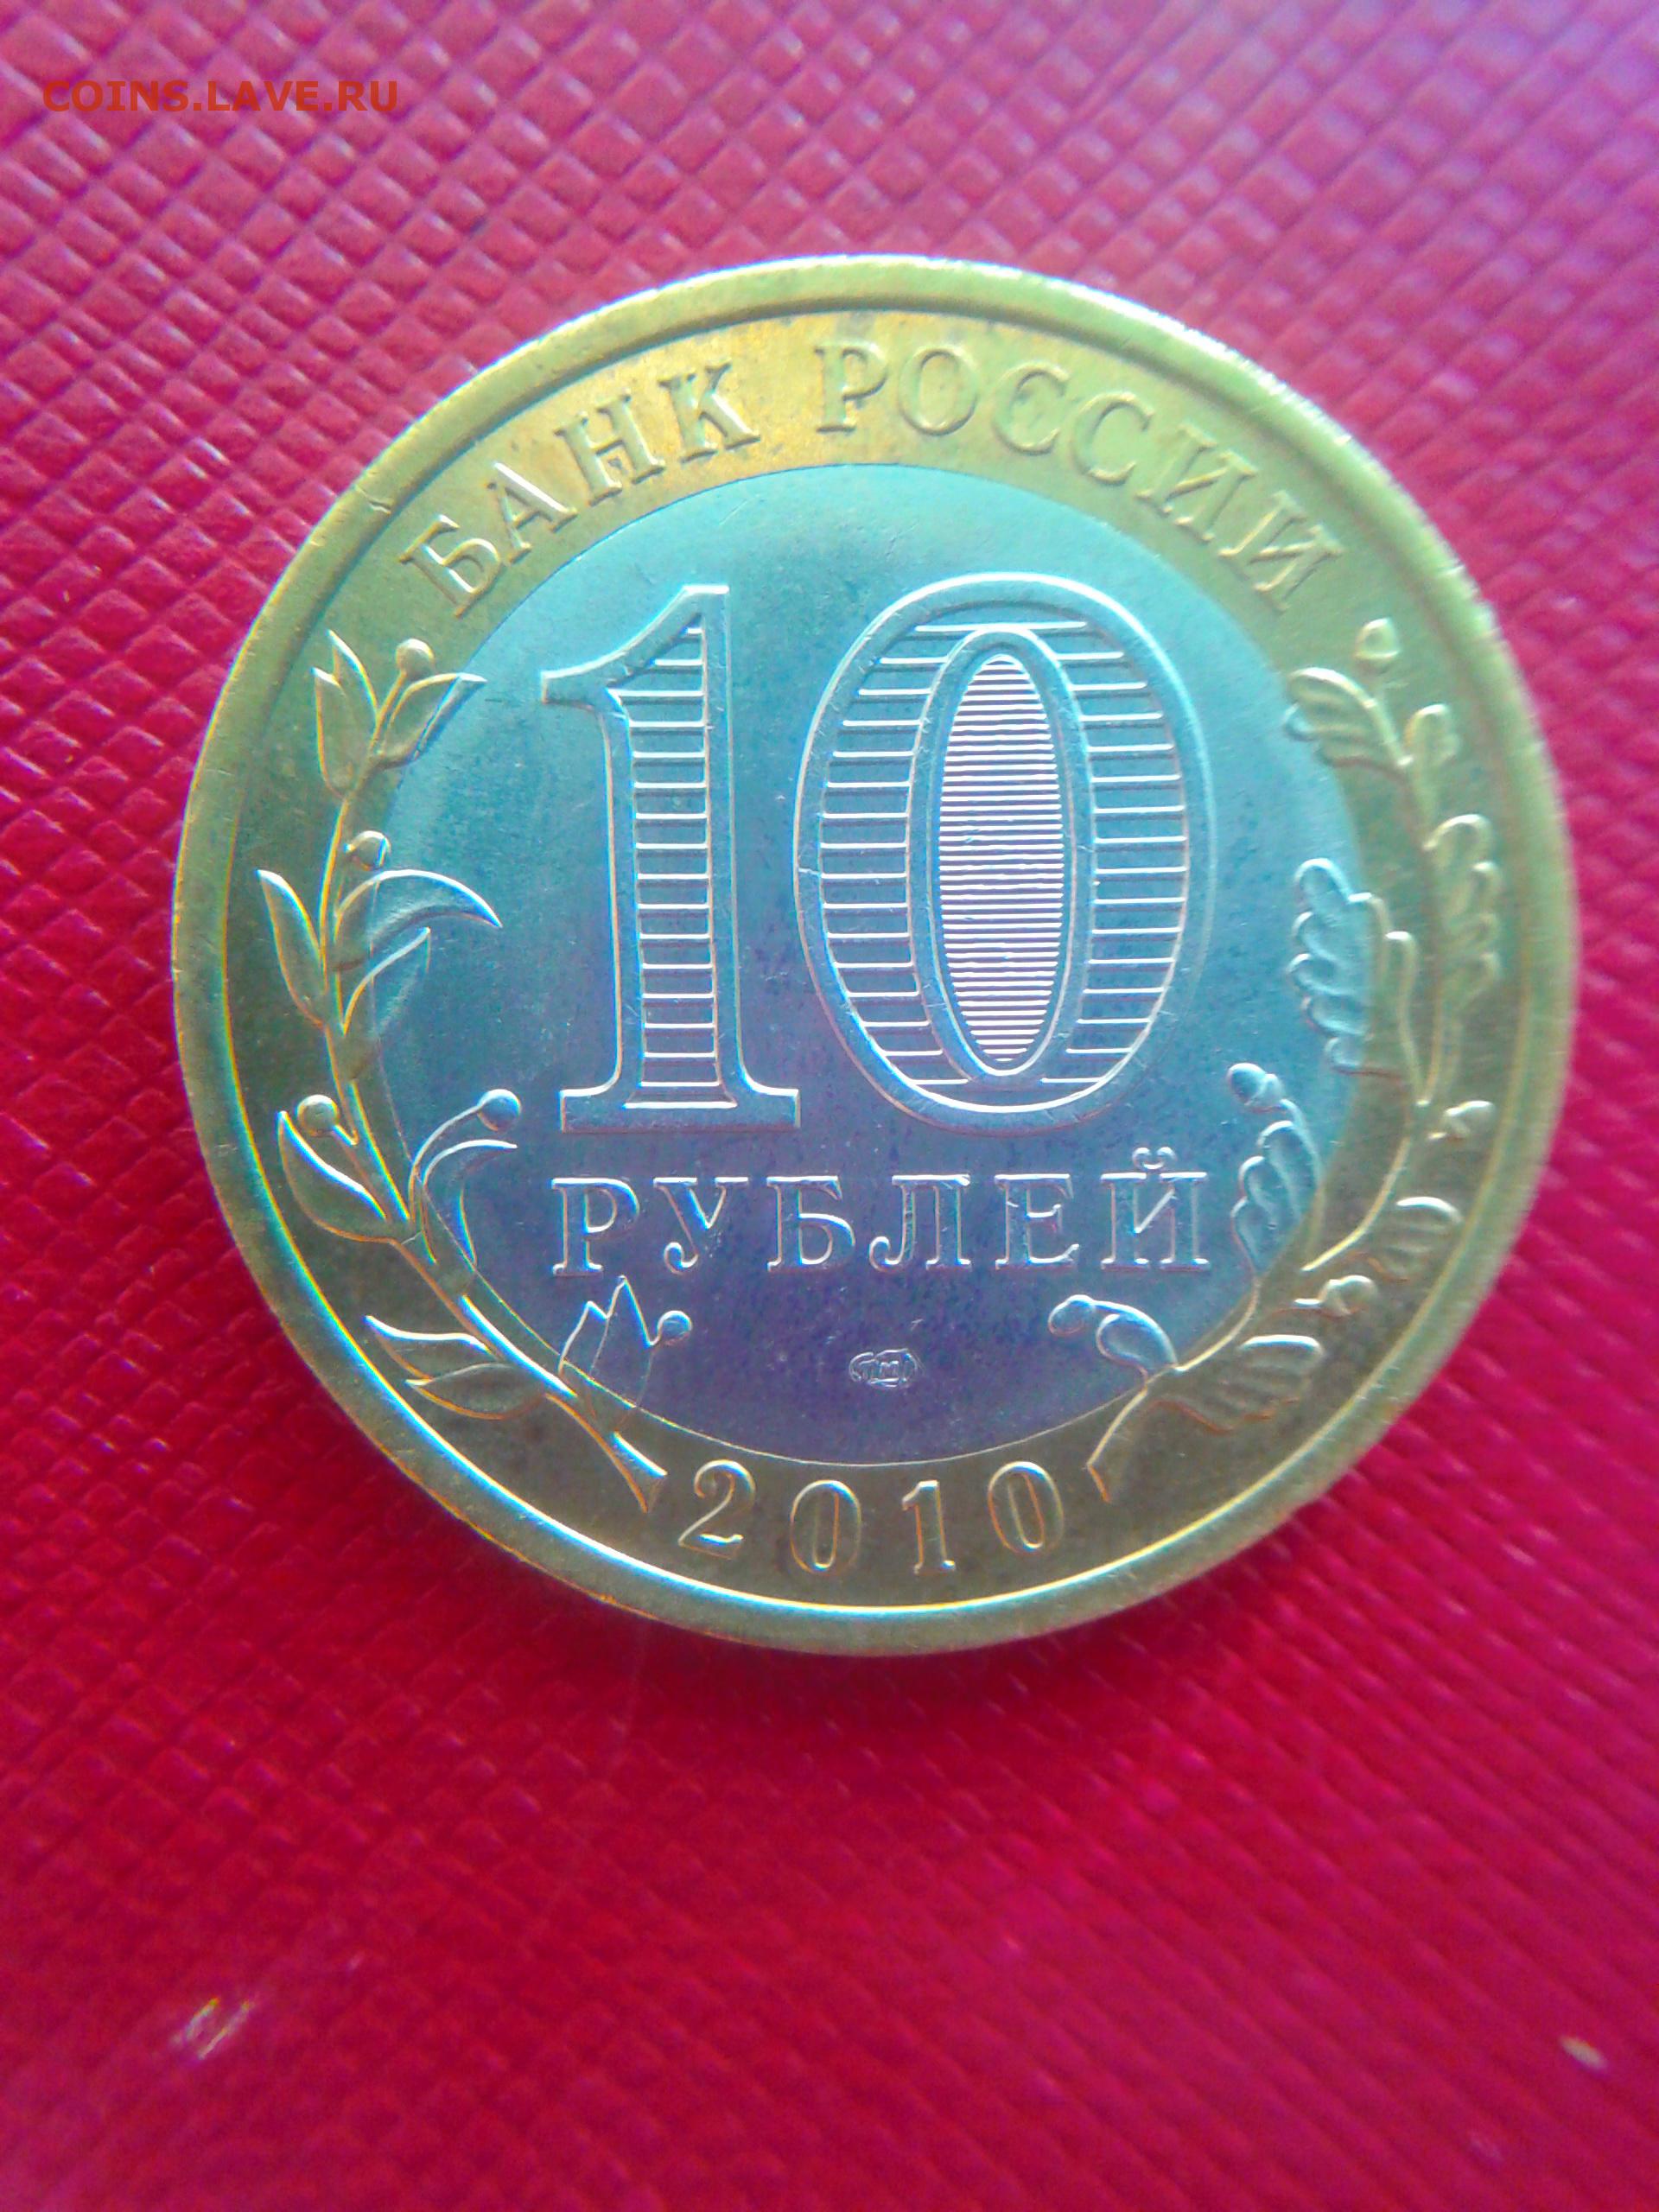 COINS.LAVE.RU
БАНК РОССИИ
10
РУБЛЕЙ
2010